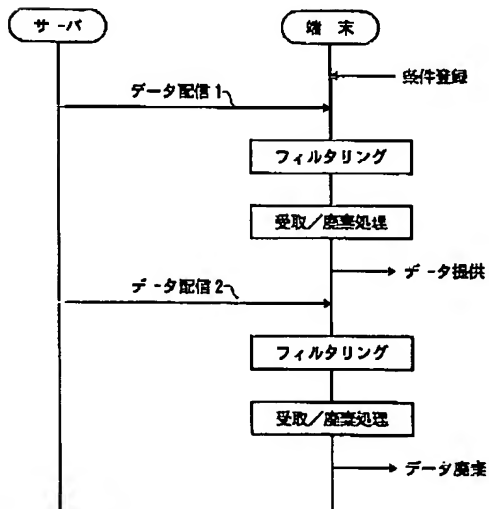 サーバ
端末
条件登録
データ配信1
フィルタリング
受取／廃棄処理
データ提供
データ配信2
フィルタリング
受取／廃棄処理
データ廃棄